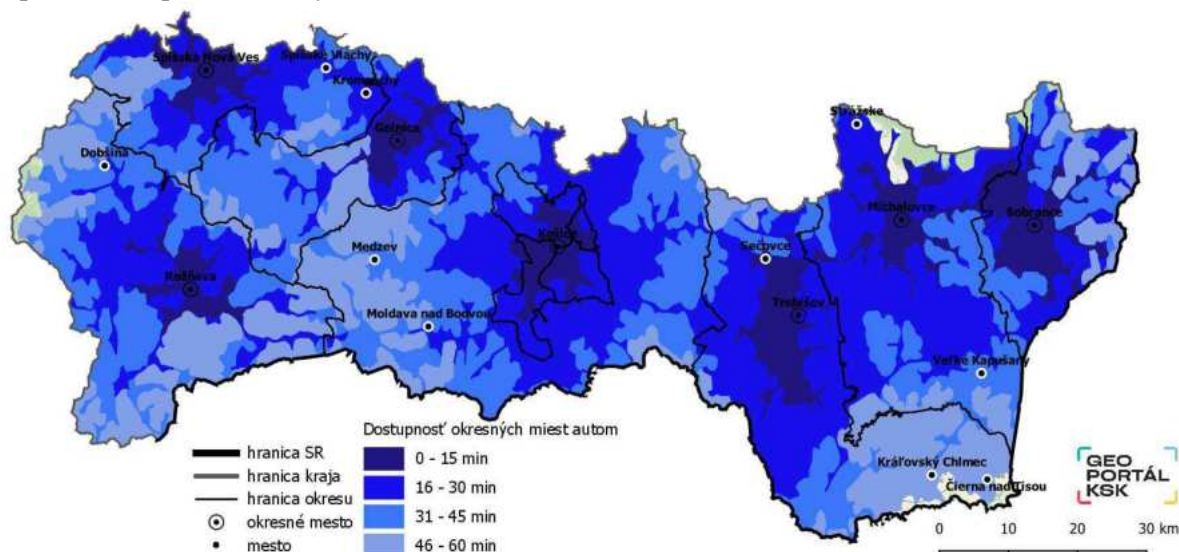 Spišská Nová Ves
Spišské Vlachy
Krompachy
Gelnica
Strážske
Dobšiná
Michalovce
Sobrance
Košice
Medzev
Sečovce
Rožňava
Trebišov
Moldava nad Bodvou
Veľké Kapušany
Kráľovský Chlmec
Čierna nad Tisou
hranica SR
hranica kraja
hranica okresu
okresné mesto
mesto
Dostupnosť okresných miest autom
0 - 15 min
16 - 30 min
31 - 45 min
46 - 60 min
GEO
PORTÁL
KSK
0 10 20 30 km